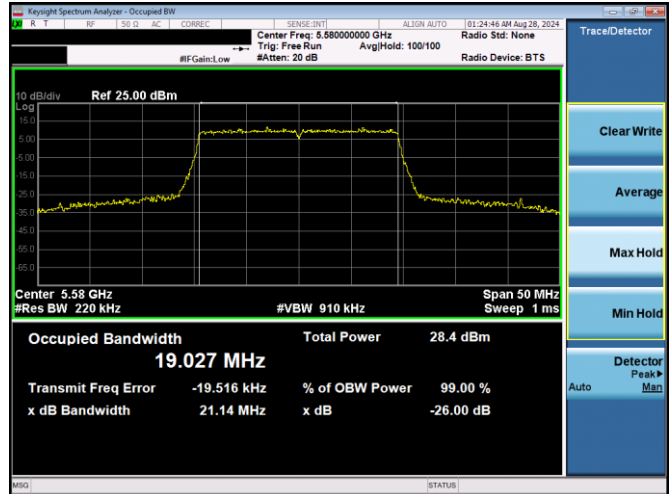 Keysight Spectrum Analyzer - Occupied BW
LXI R T RF 50 Ω AC CORREC SENSE:INT ALIGN AUTO 01:24:46 AM Aug 28, 2024
Center Freq: 5.580000000 GHz Radio Std: None
Trig: Free Run Avg|Hold: 100/100
#IFGain:Low #Atten: 20 dB Radio Device: BTS
Trace/Detector
10 dB/div Ref 25.00 dBm
Log
15.0
5.00
-5.00
-15.0
-25.0
-35.0
-45.0
-55.0
-65.0
Center 5.58 GHz Span 50 MHz
#Res BW 220 kHz #VBW 910 kHz Sweep 1 ms
Occupied Bandwidth Total Power 28.4 dBm
19.027 MHz
Transmit Freq Error -19.516 kHz % of OBW Power 99.00 %
x dB Bandwidth 21.14 MHz x dB -26.00 dB
Clear Write
Average
Max Hold
Min Hold
Detector
Peak▶
Auto Man
MSG STATUS